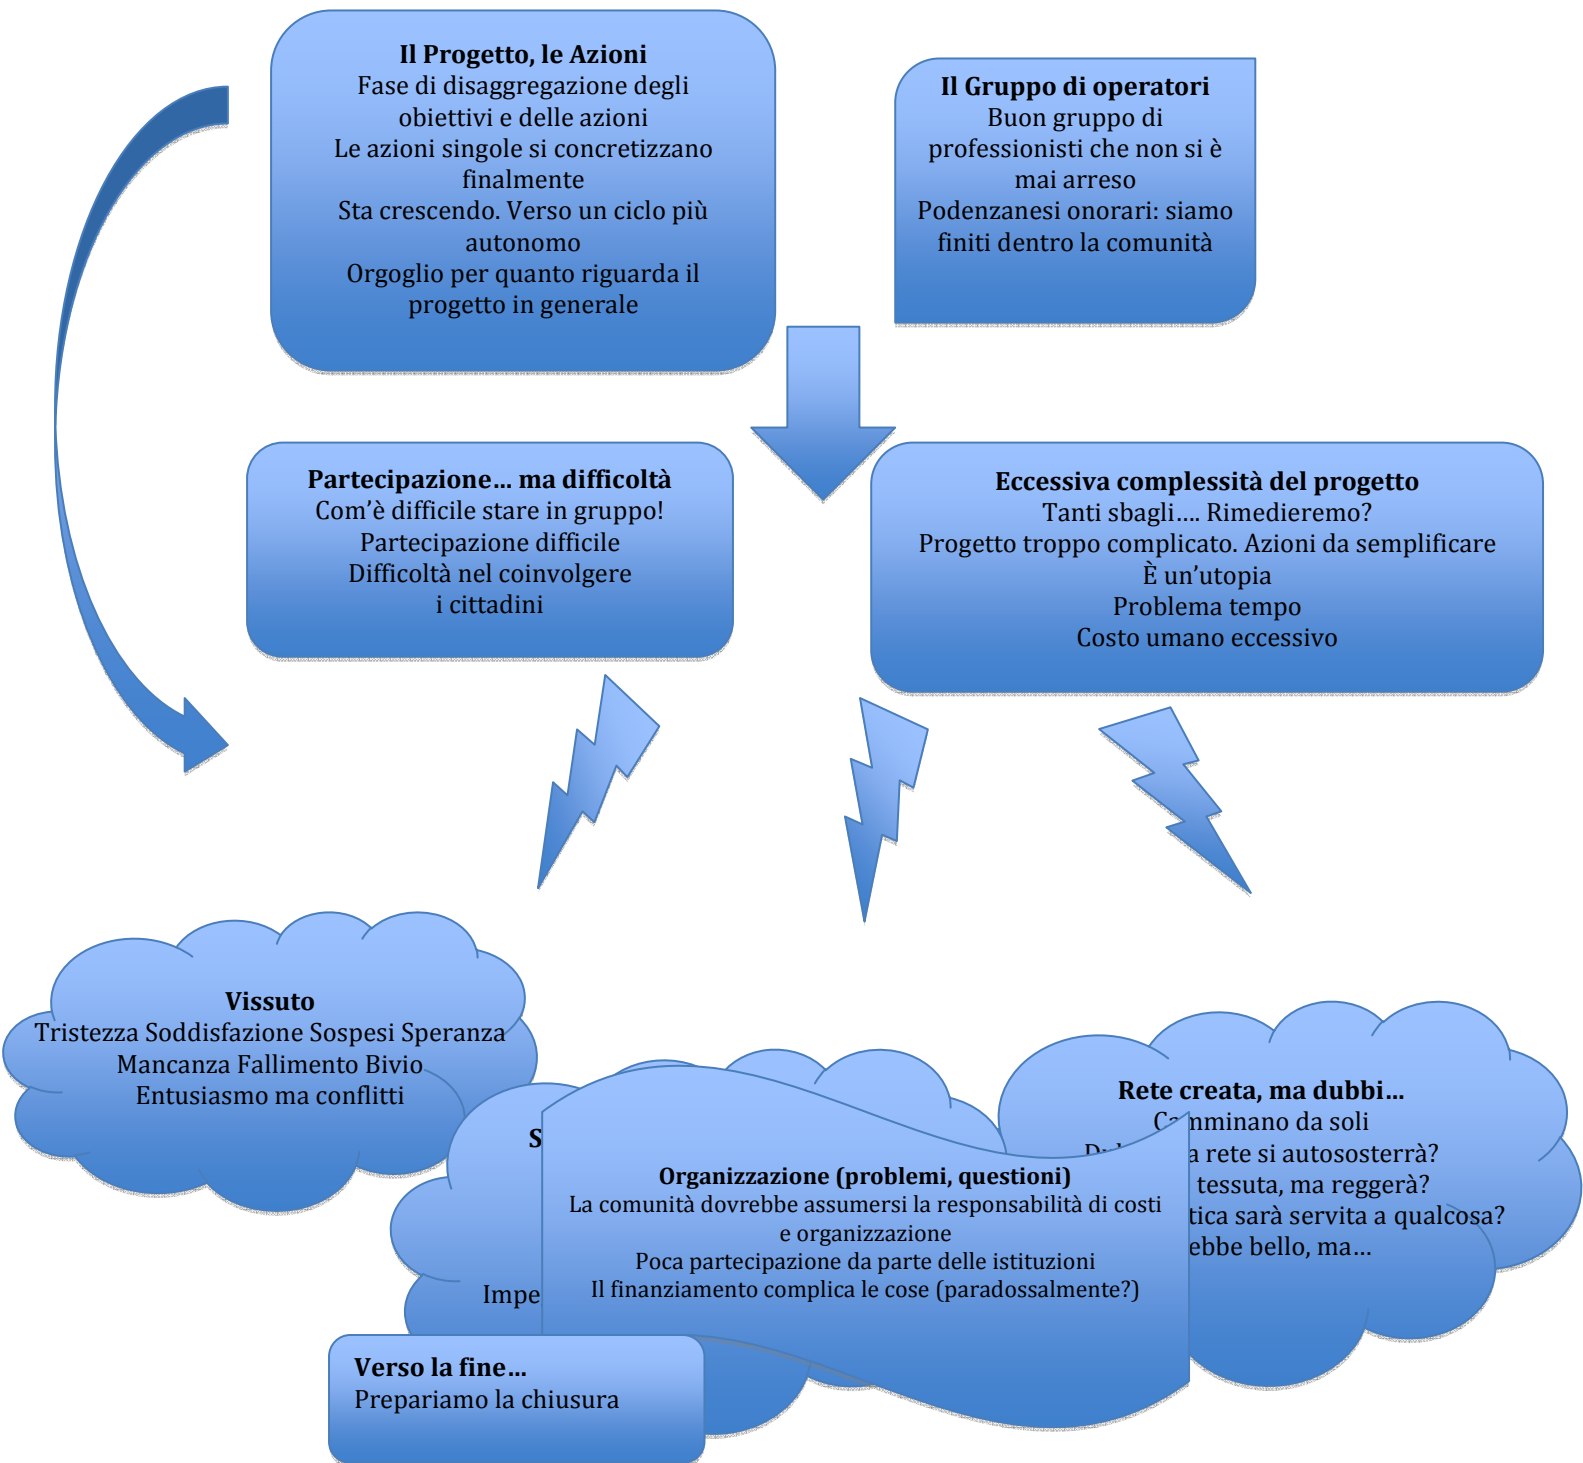 Il Progetto, le Azioni
Fase di disaggregazione degli
obiettivi e delle azioni
Le azioni singole si concretizzano
finalmente
Sta crescendo. Verso un ciclo più
autonomo
Orgoglio per quanto riguarda il
progetto in generale
Il Gruppo di operatori
Buon gruppo di
professionisti che non si è
mai arreso
Podenzanesi onorari: siamo
finiti dentro la comunità
Partecipazione… ma difficoltà
Com’è difficile stare in gruppo!
Partecipazione difficile
Difficoltà nel coinvolgere
i cittadini
Eccessiva complessità del progetto
Tanti sbagli…. Rimedieremo?
Progetto troppo complicato. Azioni da semplificare
È un’utopia
Problema tempo
Costo umano eccessivo
Vissuto
Tristezza Soddisfazione Sospesi Speranza
Mancanza Fallimento Bivio
Entusiasmo ma conflitti
Organizzazione (problemi, questioni)
La comunità dovrebbe assumersi la responsabilità di costi
e organizzazione
Poca partecipazione da parte delle istituzioni
Il finanziamento complica le cose (paradossalmente?)
Rete creata, ma dubbi…
Camminano da soli
rete si autososterrà?
tessuta, ma reggerà?
sarà servita a qualcosa?
bello, ma…
Verso la fine…
Prepariamo la chiusura